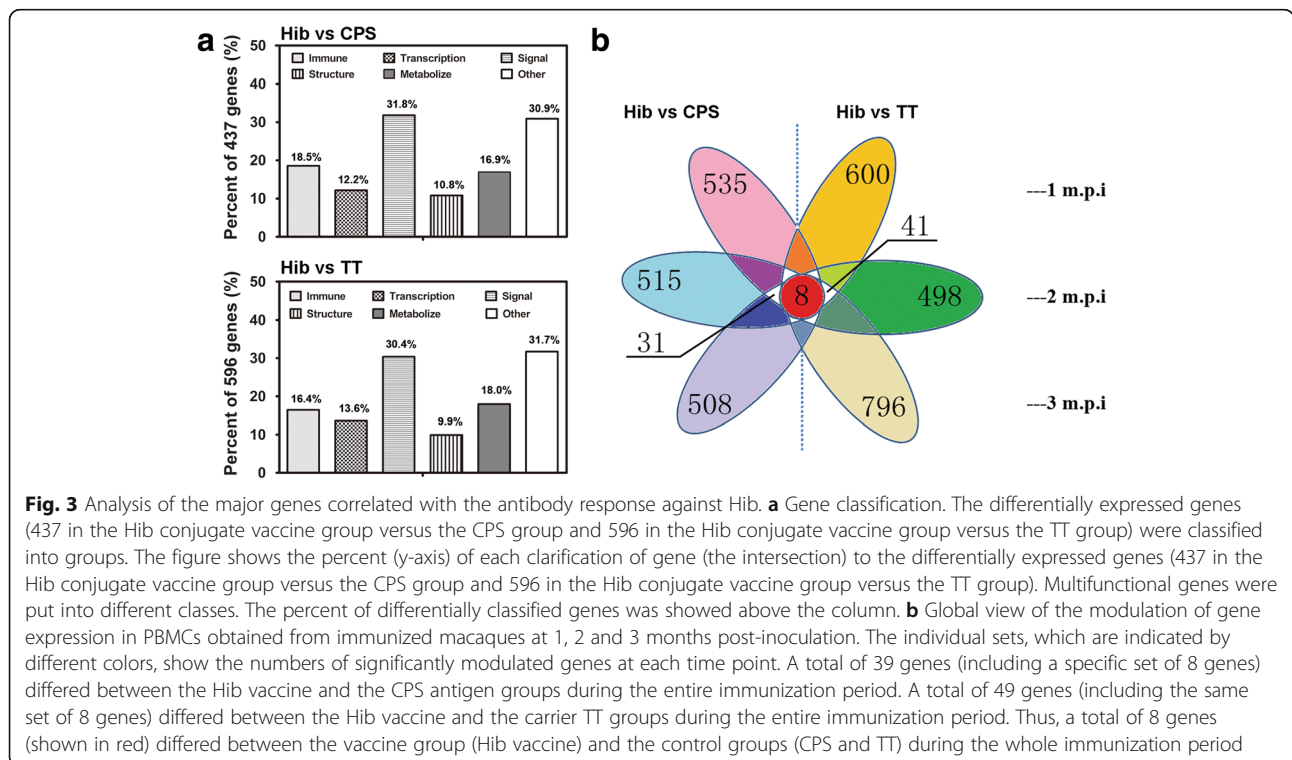 a
Hib vs CPS
Percent of 437 genes (%)
50
40
30
20
10
0
Immune
Transcription
Signal
Structure
Metabolize
Other
18.5%
12.2%
31.8%
10.8%
16.9%
30.9%
Hib vs TT
Percent of 596 genes (%)
50
40
30
20
10
0
Immune
Transcription
Signal
Structure
Metabolize
Other
16.4%
13.6%
30.4%
9.9%
18.0%
31.7%
b
Hib vs CPS
Hib vs TT
535
600
---1 m.p.i
41
515
8
498
---2 m.p.i
31
508
796
---3 m.p.i
Fig. 3 Analysis of the major genes correlated with the antibody response against Hib. a Gene classification. The differentially expressed genes
(437 in the Hib conjugate vaccine group versus the CPS group and 596 in the Hib conjugate vaccine group versus the TT group) were classified
into groups. The figure shows the percent (y-axis) of each clarification of gene (the intersection) to the differentially expressed genes (437 in the
Hib conjugate vaccine group versus the CPS group and 596 in the Hib conjugate vaccine group versus the TT group). Multifunctional genes were
put into different classes. The percent of differentially classified genes was showed above the column. b Global view of the modulation of gene
expression in PBMCs obtained from immunized macaques at 1, 2 and 3 months post-inoculation. The individual sets, which are indicated by
different colors, show the numbers of significantly modulated genes at each time point. A total of 39 genes (including a specific set of 8 genes)
differed between the Hib vaccine and the CPS antigen groups during the entire immunization period. A total of 49 genes (including the same
set of 8 genes) differed between the Hib vaccine and the carrier TT groups during the entire immunization period. Thus, a total of 8 genes
(shown in red) differed between the vaccine group (Hib vaccine) and the control groups (CPS and TT) during the whole immunization period